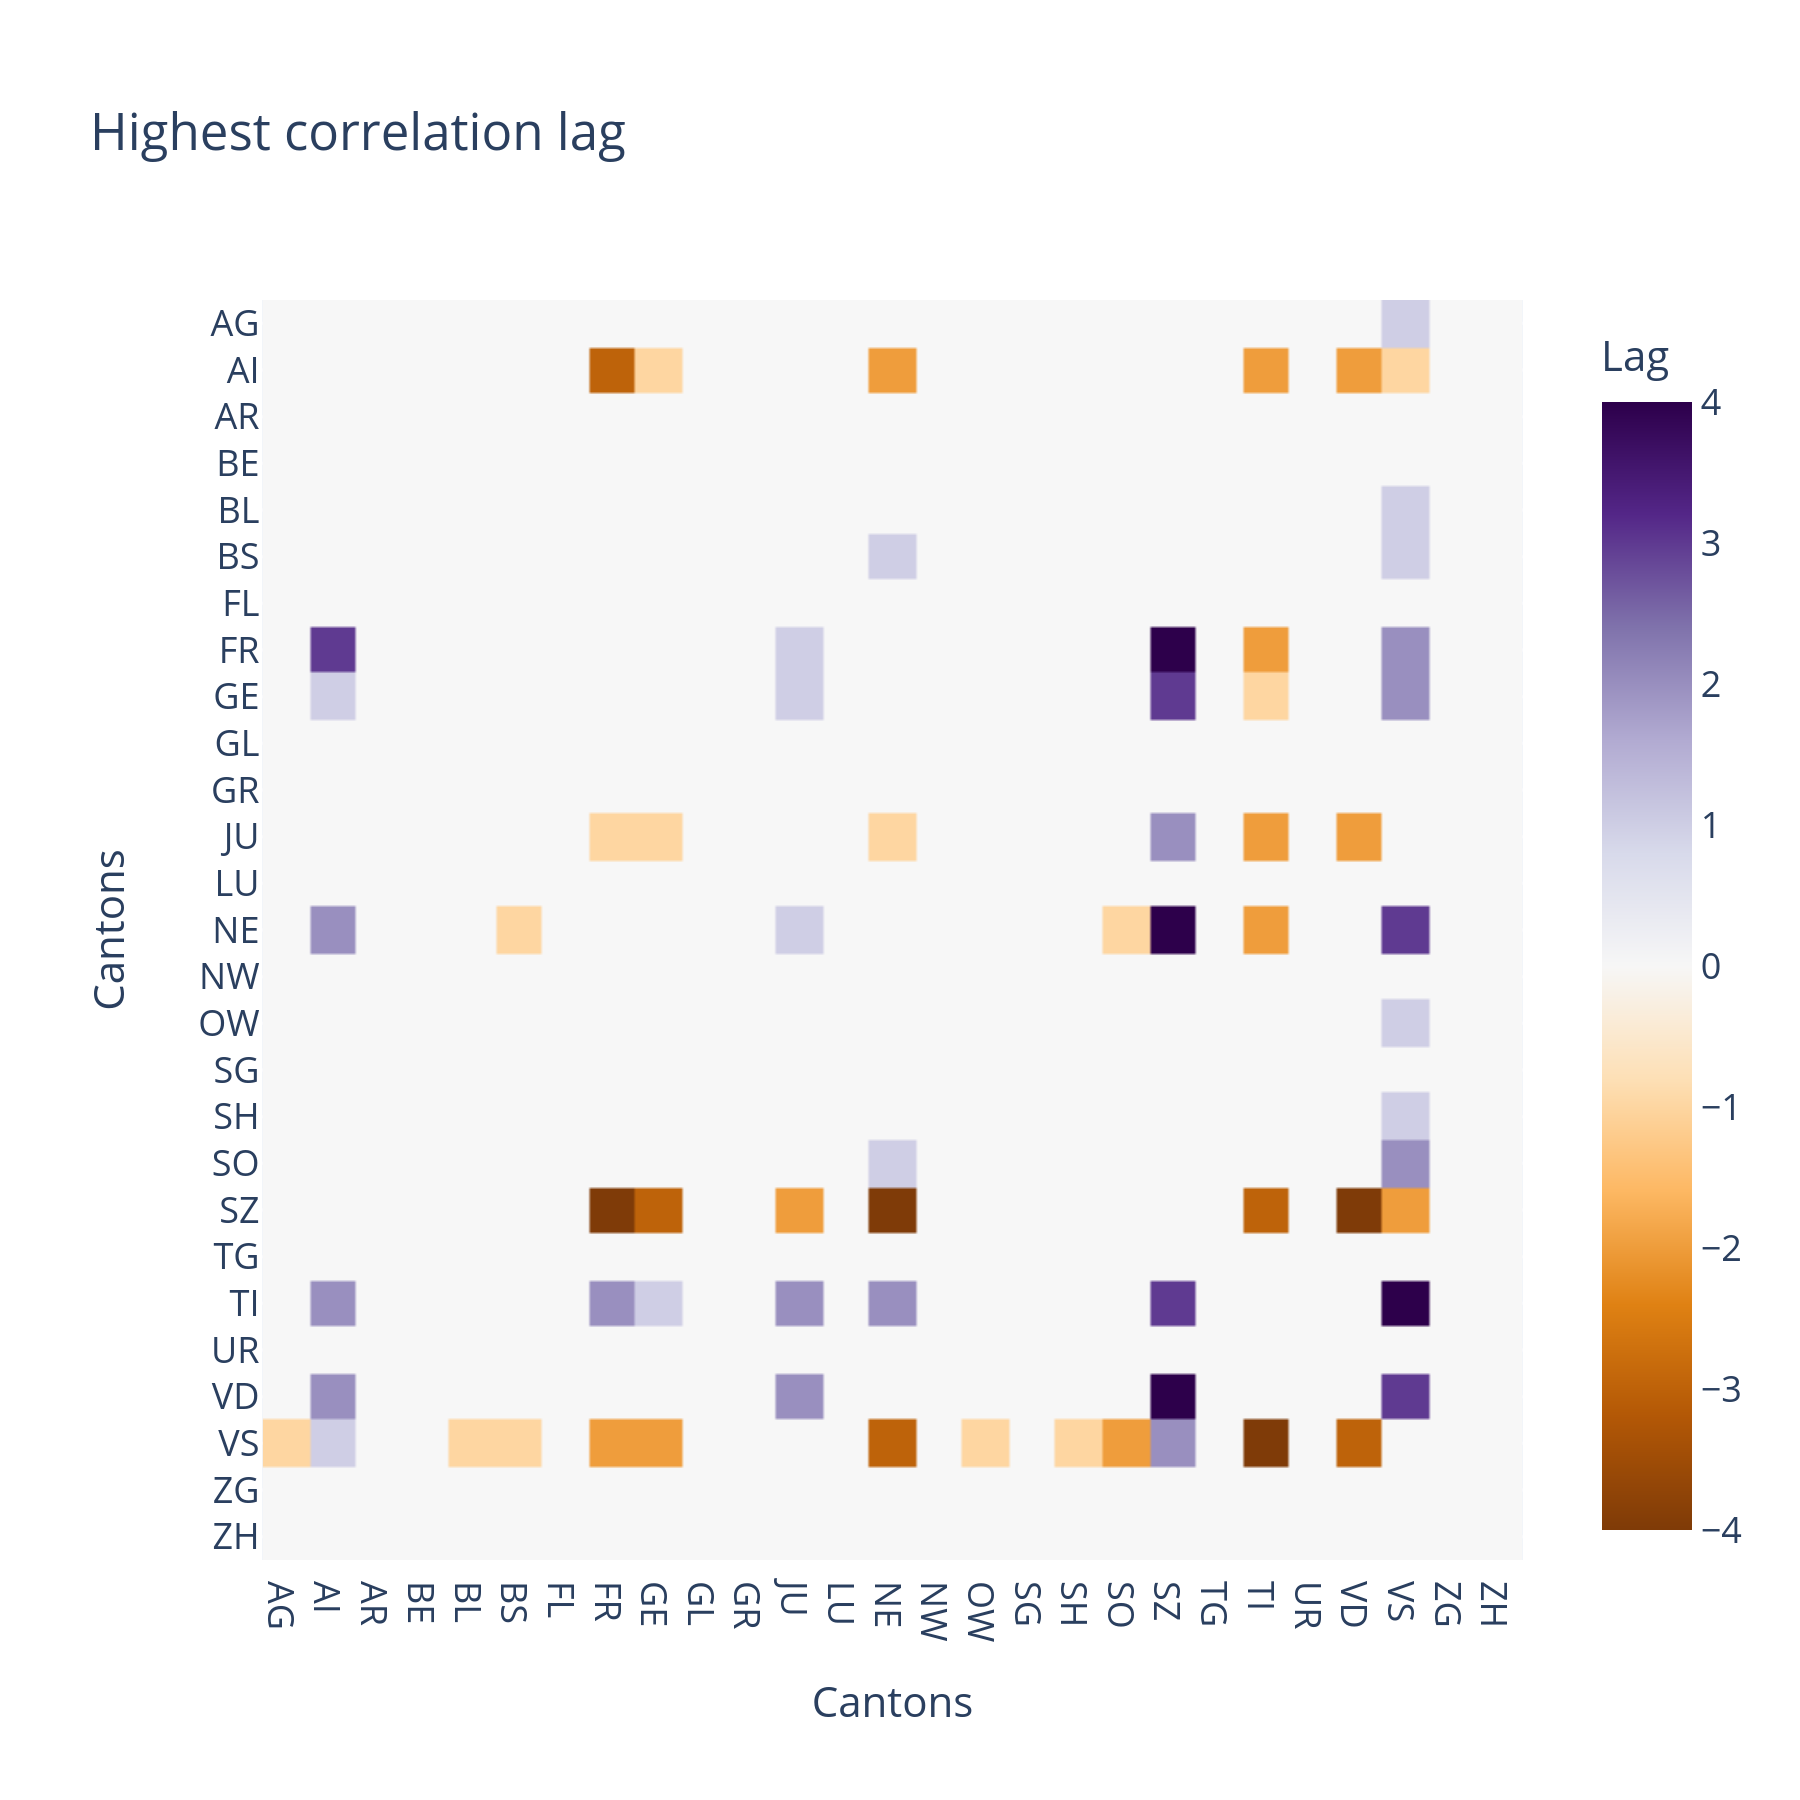 Highest correlation lag
Lag
4
3
2
1
0
−1
−2
−3
−4
Cantons
AG
AI
AR
BE
BL
BS
FL
FR
GE
GL
GR
JU
LU
NE
NW
OW
SG
SH
SO
SZ
TG
TI
UR
VD
VS
ZG
ZH
AG AI AR BE BL BS FL FR GE GL GR JU LU NE NW OW SG SH SO SZ TG TI UR VD VS ZG ZH
Cantons